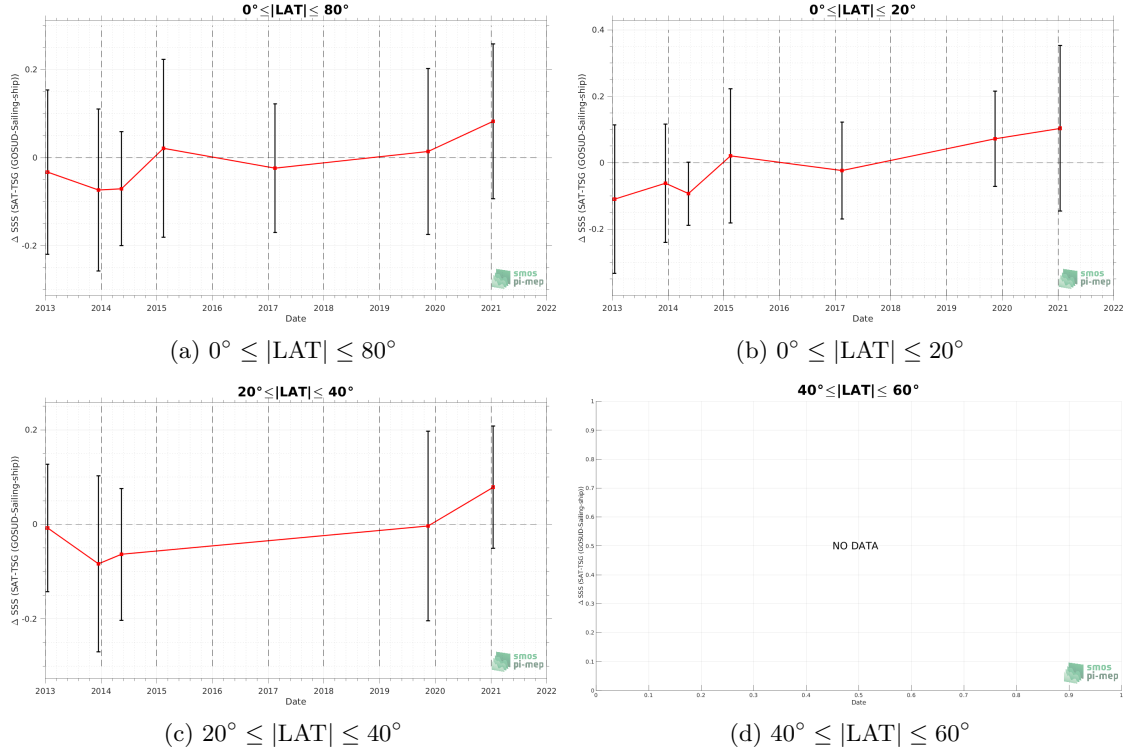 0°≤|LAT|≤ 80°
Δ SSS (SAT-TSG (GOSUD-Sailing-ship))
0.2
0
-0.2
2013 2014 2015 2016 2017 2018 2019 2020 2021 2022
Date
smos
pi-mep
(a) 0° ≤ |LAT| ≤ 80°
0°≤|LAT|≤ 20°
Δ SSS (SAT-TSG (GOSUD-Sailing-ship))
0.4
0.2
0
-0.2
2013 2014 2015 2016 2017 2018 2019 2020 2021 2022
Date
smos
pi-mep
(b) 0° ≤ |LAT| ≤ 20°
20°≤|LAT|≤ 40°
Δ SSS (SAT-TSG (GOSUD-Sailing-ship))
0.2
0
-0.2
2013 2014 2015 2016 2017 2018 2019 2020 2021 2022
Date
smos
pi-mep
(c) 20° ≤ |LAT| ≤ 40°
40°≤|LAT|≤ 60°
Δ SSS (SAT-TSG (GOSUD-Sailing-ship))
1
0.9
0.8
0.7
0.6
0.5
0.4
0.3
0.2
0.1
0
NO DATA
0 0.1 0.2 0.3 0.4 0.5 0.6 0.7 0.8 0.9 1
Date
smos
pi-mep
(d) 40° ≤ |LAT| ≤ 60°